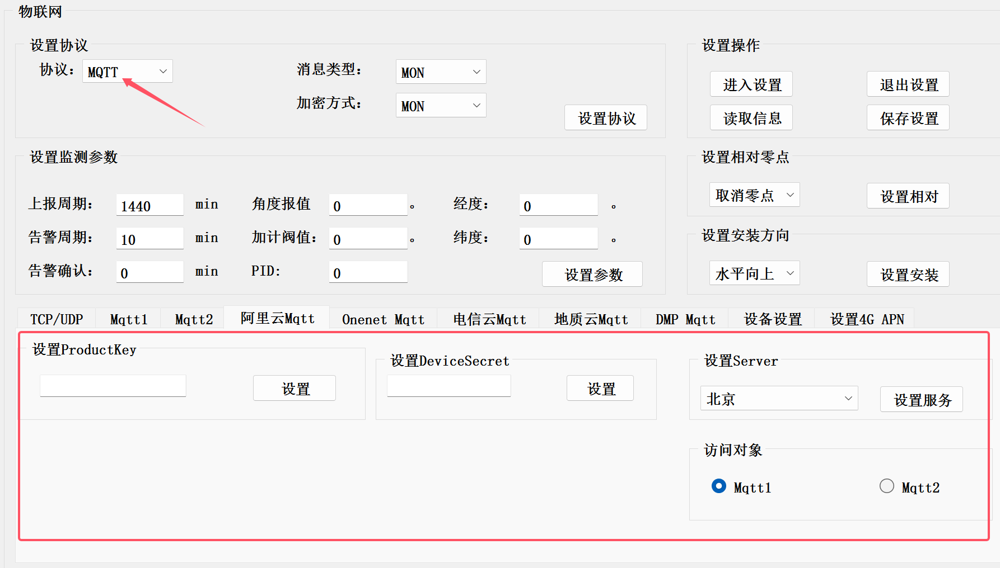 物联网
设置协议
协议： MQTT 消息类型： MON
加密方式： MON
设置协议
设置操作
进入设置 退出设置
读取信息 保存设置
设置监测参数
上报周期： 1440 min 角度报值 0 。 经度： 0 。
告警周期： 10 min 加计阀值： 0 。 纬度： 0 。
告警确认： 0 min PID: 0 设置参数
设置相对零点
取消零点 设置相对
设置安装方向
水平向上 设置安装
TCP/UDP Mqtt1 Mqtt2 阿里云Mqtt Onenet Mqtt 电信云Mqtt 地质云Mqtt DMP Mqtt 设备设置 设置4G APN
设置ProductKey
设置
设置DeviceSecret
设置
设置Server
北京 设置服务
访问对象
Mqtt1 Mqtt2